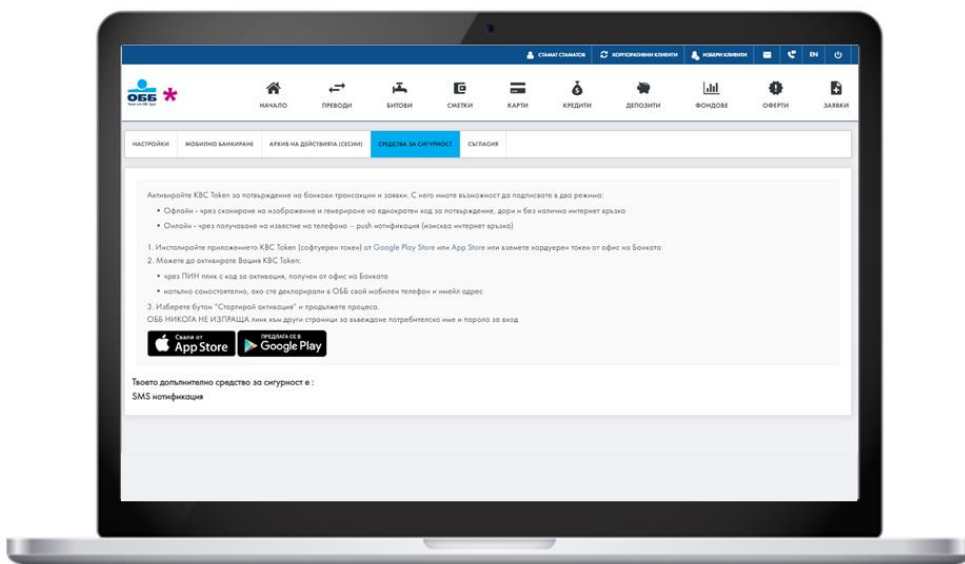 СТАМАТ СТАМАТОВ КОРПОРАТИВНИ КЛИЕНТИ ИЗБЕРИ КЛИЕНТИ EN
ОББ
НАЧАЛО ПРЕВОДИ БИТОВИ СМЕТКИ КАРТИ КРЕДИТИ ДЕПОЗИТИ ФОНДОВЕ ОФЕРТИ ЗАЯВКИ
НАСТРОЙКИ МОБИЛНО БАНКИРАНЕ АРХИВ НА ДЕЙСТВИЯТА (СЕСИИ) СРЕДСТВА ЗА СИГУРНОСТ СЪГЛАСИЯ
Активирайте KBC Token за потвърждение на банкови транзакции и заявки. С него имате възможност да подписвате в два режима:
• Офлайн - чрез сканиране на изображение и генериране на еднократен код за потвърждение, дори и без налична интернет връзка
• Онлайн - чрез получаване на известие на телефона – push нотификация (изисква интернет връзка)
1. Инсталирайте приложението KBC Token (софтуерен токен) от Google Play Store или App Store или вземете хардуерен токен от офис на Банката
2. Можете да активирате Вашия KBC Token:
• чрез ПИН плик с код за активация, получен от офис на Банката
• напълно самостоятелно, ако сте декларирали в ОББ свой мобилен телефон и имейл адрес
3. Изберете бутон "Стартирай активация" и продължете процеса.
ОББ НИКОГА НЕ ИЗПРАЩА линк към други страници за въвеждане потребителско име и парола за вход
Свали от App Store
ПРЕДЛАГА СЕ В Google Play
Твоето допълнително средство за сигурност е :
SMS нотификация